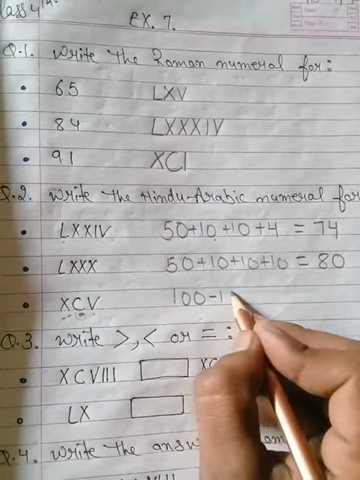 EX. 7.
Q.1. Write the Roman numeral for:
• 65 LXV
• 84 LXXXIV
• 91 XCI
Q.2. Write the Hindu-Arabic numeral for
• LXXIV 50+10+10+4 = 74
• LXXX 50+10+10+10 = 80
• XCV 100-1
Q.3. Write >, < or = :
• XCVIII XC
• LX
Q.4. Write the